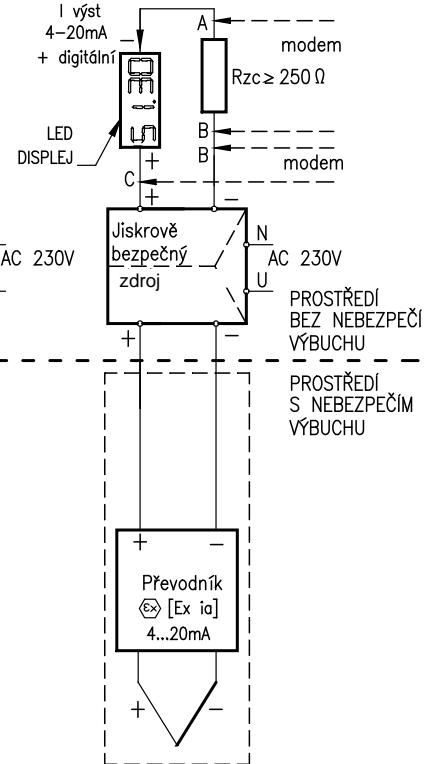 I výst
4–20mA
+ digitální
–
A
modem
Rzc ≥ 250 Ω
LED
DISPLEJ
+
B
B
modem
C
+
–
Jiskrově
bezpečný
zdroj
N
AC 230V
U
AC 230V
PROSTŘEDÍ
BEZ NEBEZPEČÍ
VÝBUCHU
+
–
PROSTŘEDÍ
S NEBEZPEČÍM
VÝBUCHU
+
–
Převodník
εx [Ex ia]
4...20mA
+
–